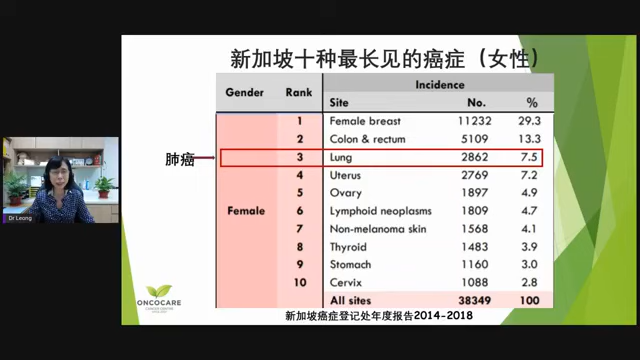 新加坡十种最长见的癌症（女性）
Gender Rank Incidence
Site No. %
1 Female breast 11232 29.3
2 Colon & rectum 5109 13.3
肺癌 3 Lung 2862 7.5
4 Uterus 2769 7.2
5 Ovary 1897 4.9
Female 6 Lymphoid neoplasms 1809 4.7
7 Non-melanoma skin 1568 4.1
8 Thyroid 1483 3.9
9 Stomach 1160 3.0
10 Cervix 1088 2.8
All sites 38349 100
新加坡癌症登记处年度报告2014-2018
Dr Leong
ONCOCARE